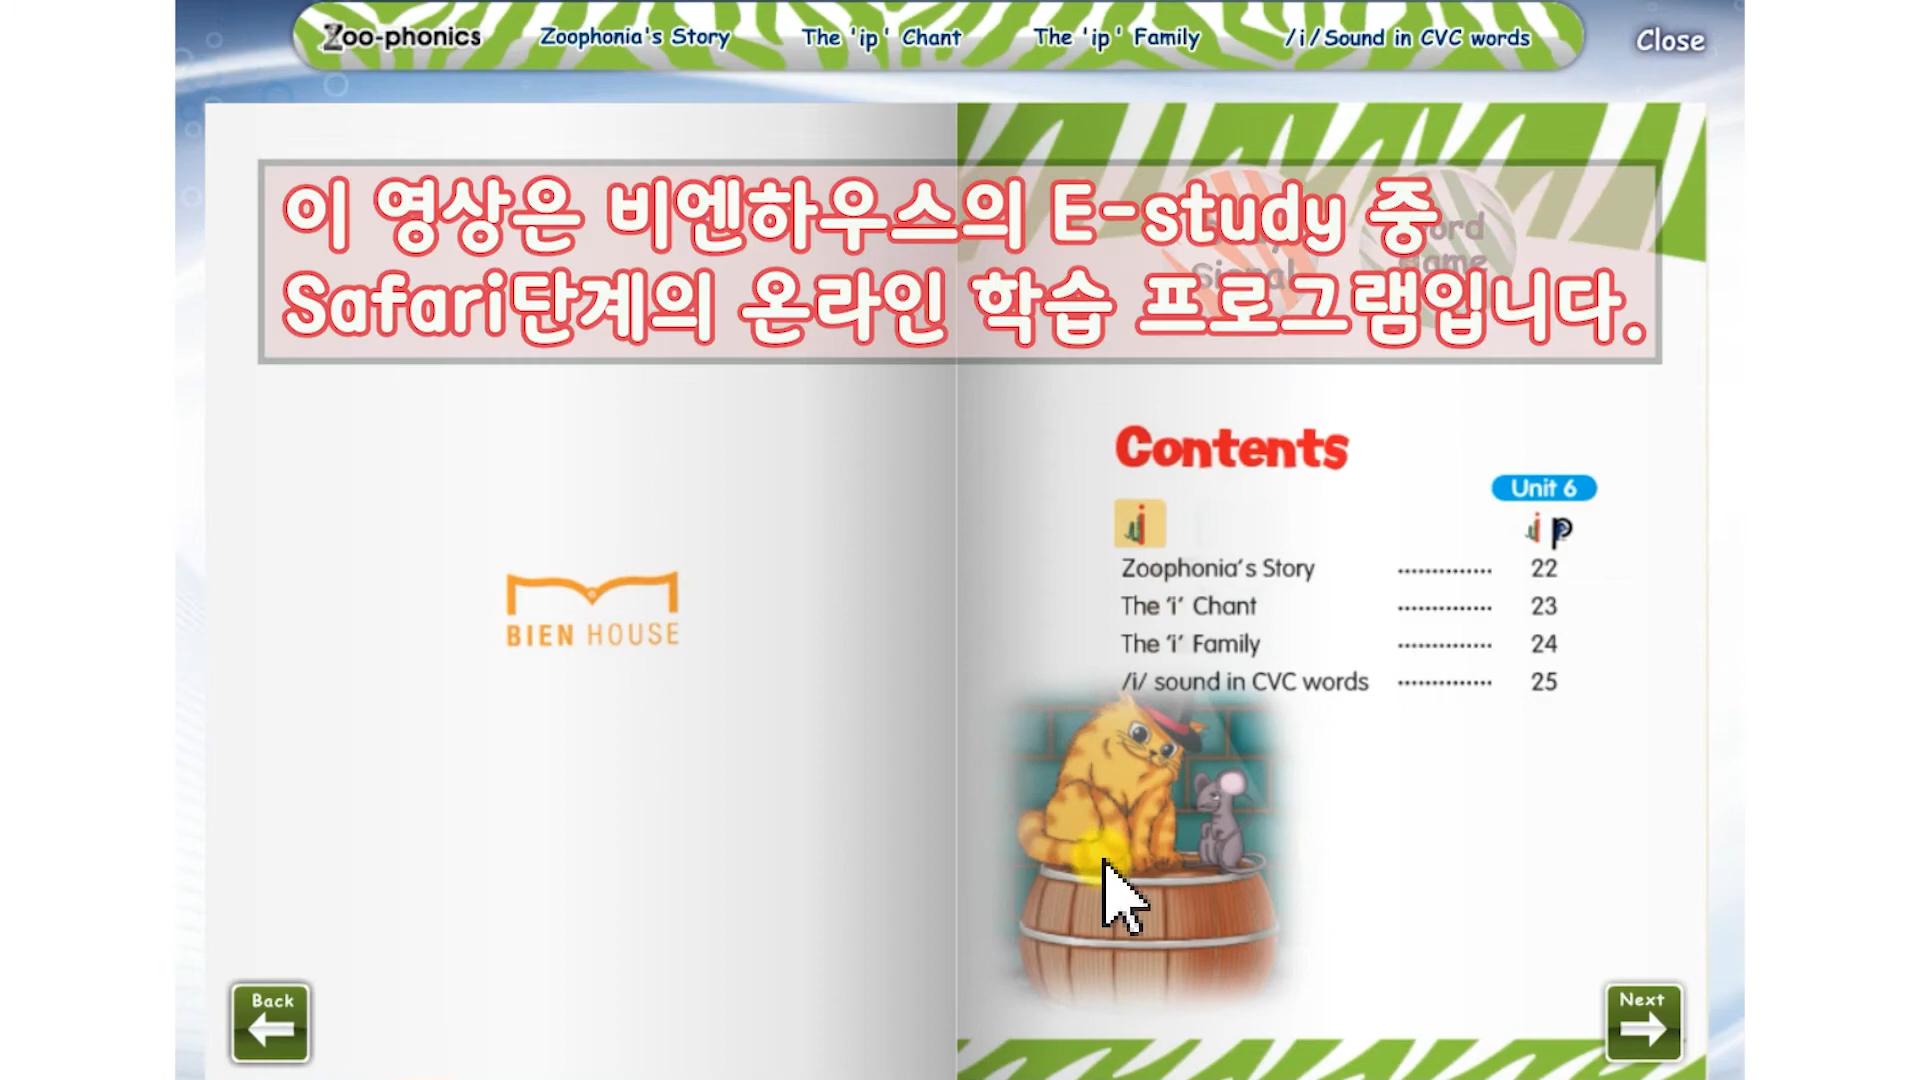 Zoo-phonics
Zoophonia's Story
The 'ip' Chant
The 'ip' Family
/i/Sound in CVC words
Close
이 영상은 비엔하우스의 E-study 중
Safari단계의 온라인 학습 프로그램입니다.
Signal
BIEN HOUSE
Contents
Unit 6
i p
Zoophonia's Story .............. 22
The 'i' Chant .............. 23
The 'i' Family .............. 24
/i/ sound in CVC words .............. 25
Back
Next